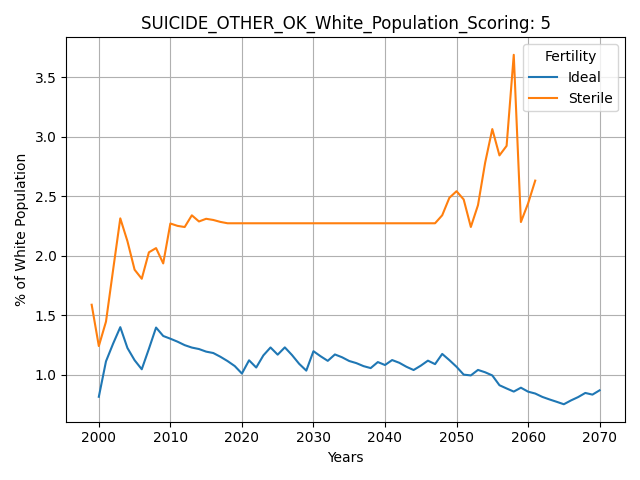 SUICIDE_OTHER_OK_White_Population_Scoring: 5
Fertility
Ideal
Sterile
% of White Population
3.5
3.0
2.5
2.0
1.5
1.0
2000 2010 2020 2030 2040 2050 2060 2070
Years